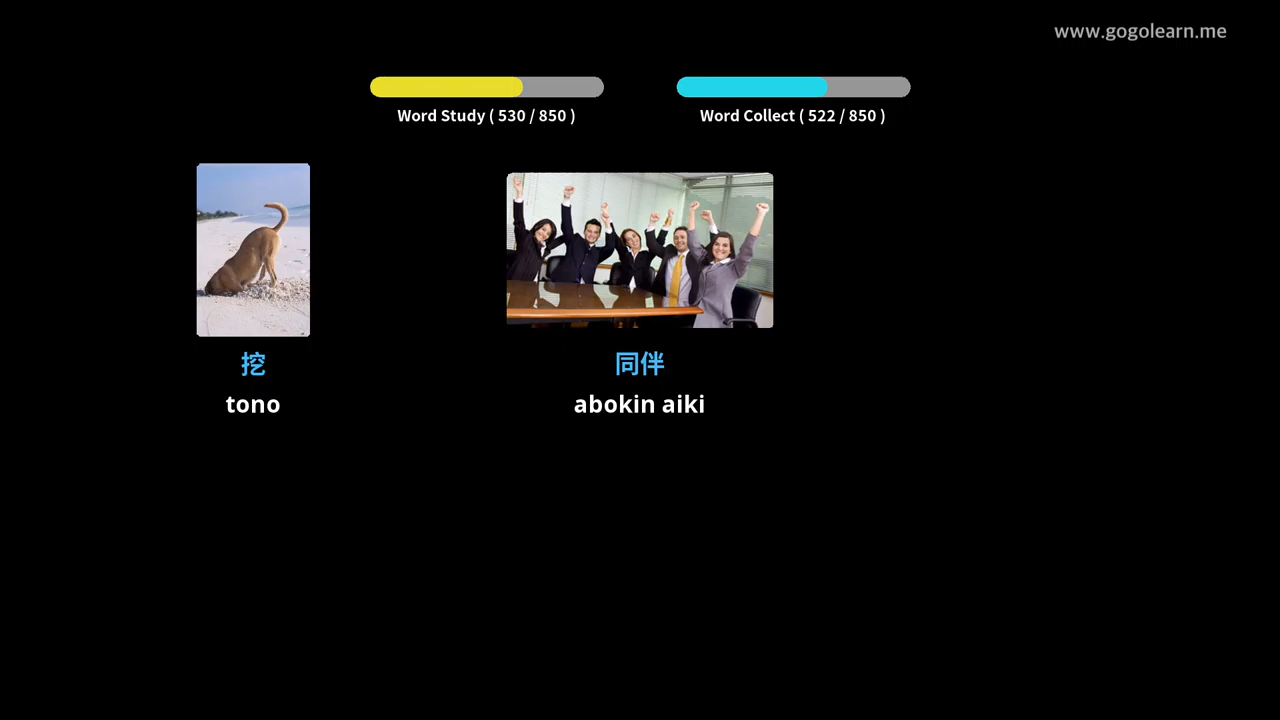 www.gogolearn.me
Word Study ( 530 / 850 )
Word Collect ( 522 / 850 )
挖
tono
同伴
abokin aiki